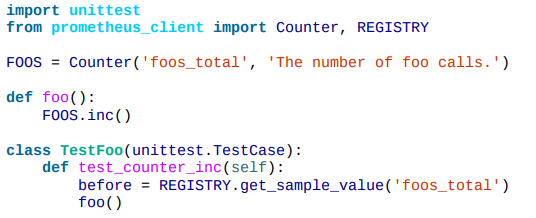 import unittest
from prometheus_client import Counter, REGISTRY
FOOS = Counter('foos_total', 'The number of foo calls.')
def foo():
    FOOS.inc()
class TestFoo(unittest.TestCase):
    def test_counter_inc(self):
        before = REGISTRY.get_sample_value('foos_total')
        foo()